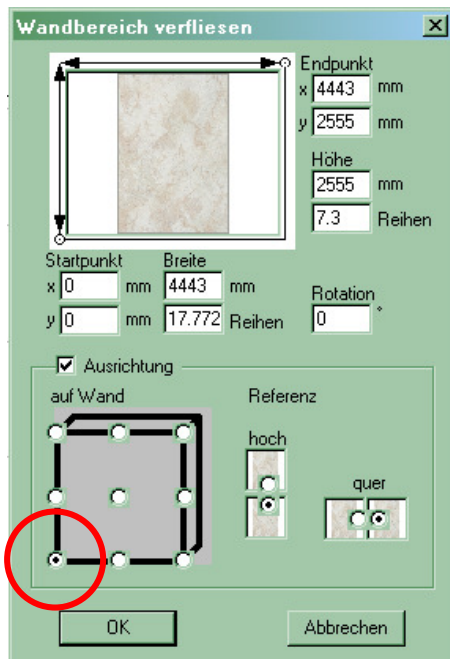 Wandbereich verfliesen
Endpunkt
x 4443 mm
y 2555 mm
Höhe
2555 mm
7.3 Reihen
Startpunkt Breite
x 0 mm 4443 mm
Rotation
y 0 mm 17.772 Reihen 0 °
Ausrichtung
auf Wand Referenz
hoch
quer
OK Abbrechen